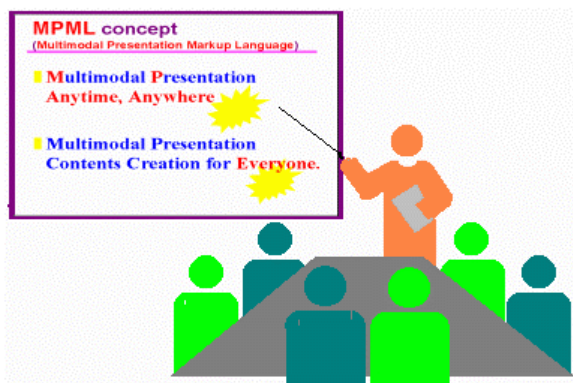 MPML concept
(Multimodal Presentation Markup Language)
Multimodal Presentation
Anytime, Anywhere
Multimodal Presentation
Contents Creation for Everyone.